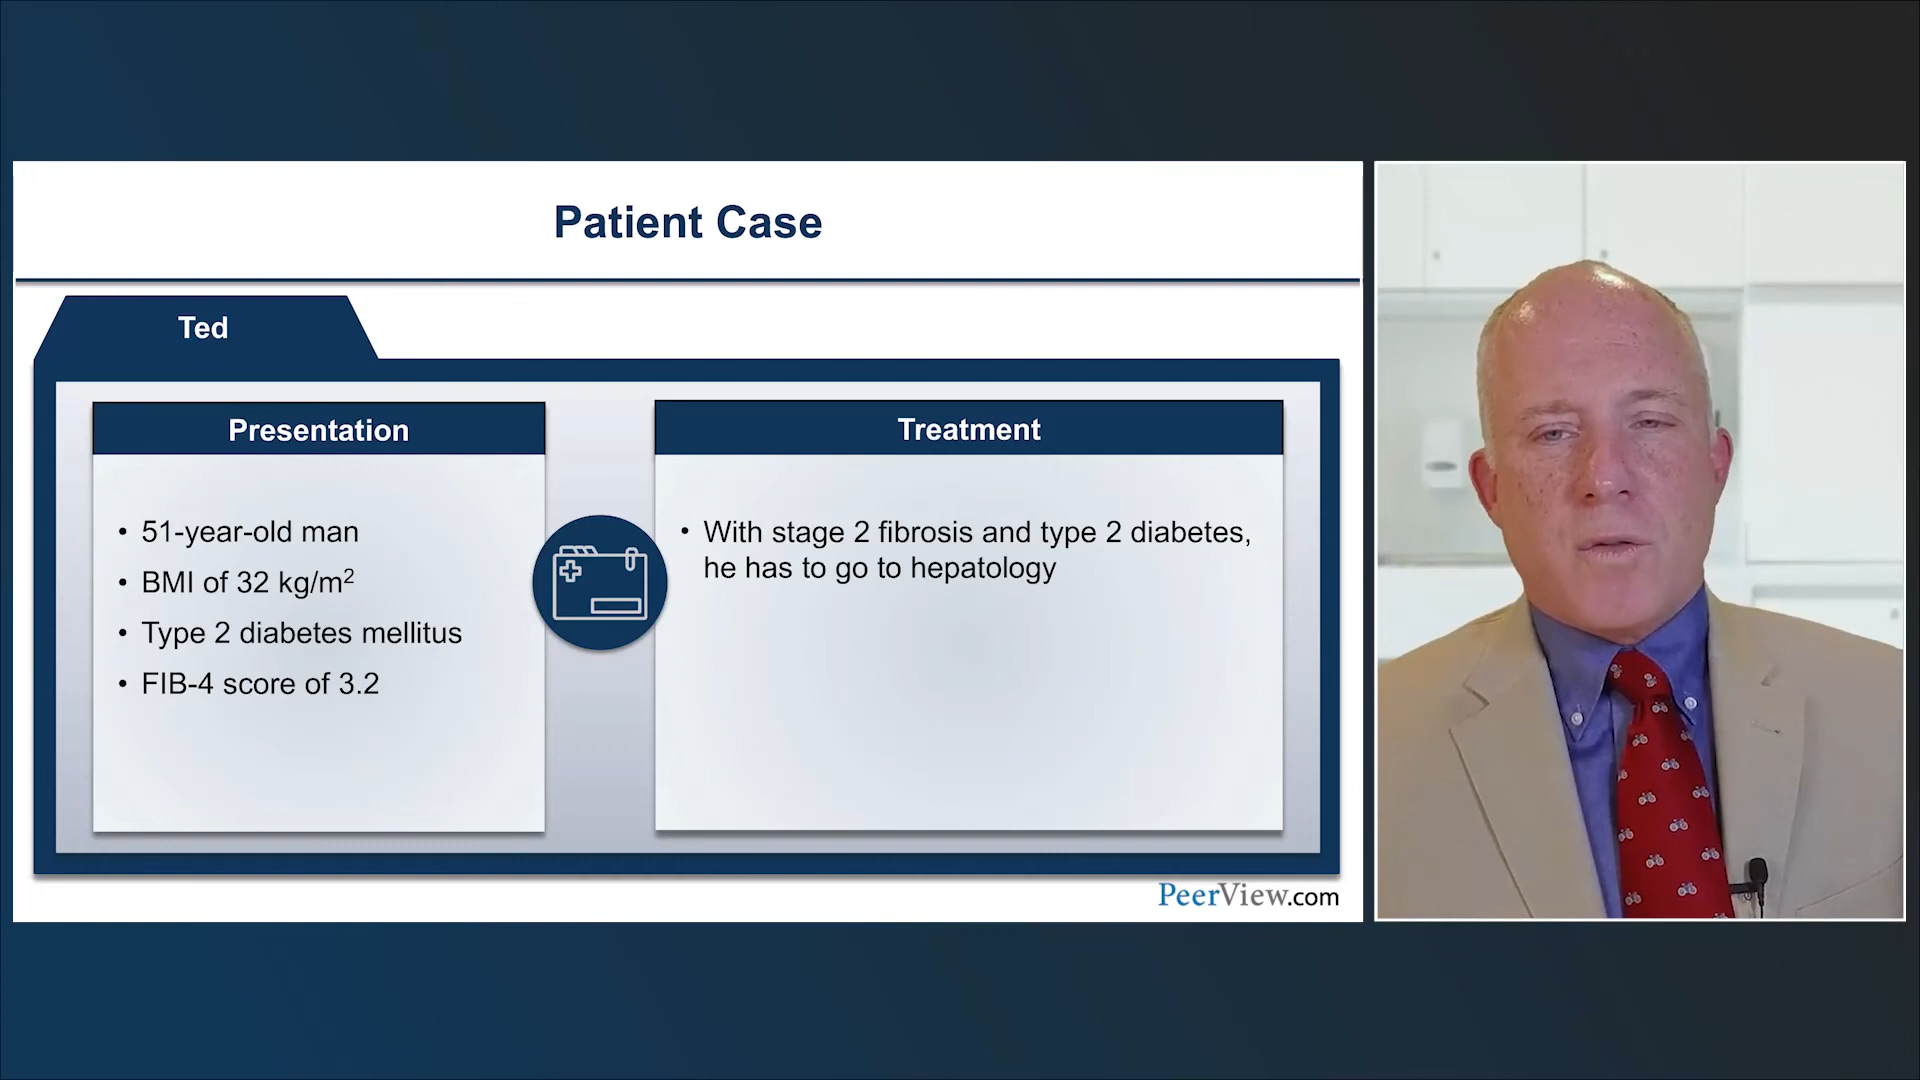 Patient Case
Ted
Presentation
• 51-year-old man
• BMI of 32 kg/m²
• Type 2 diabetes mellitus
• FIB-4 score of 3.2
Treatment
• With stage 2 fibrosis and type 2 diabetes,
he has to go to hepatology
PeerView.com